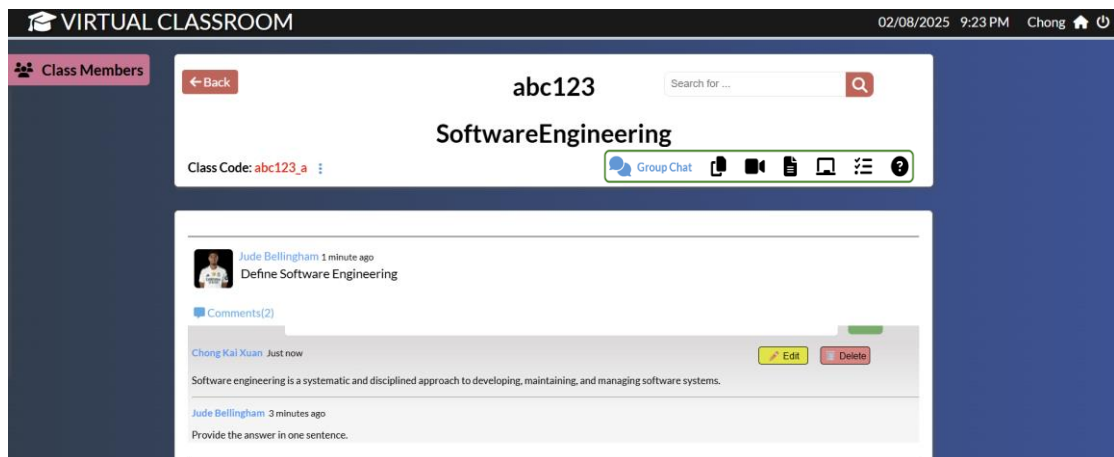 VIRTUAL CLASSROOM
02/08/2025 9:23 PM Chong
Class Members
Back
abc123
Search for ...
SoftwareEngineering
Class Code: abc123_a
Group Chat
Jude Bellingham 1 minute ago
Define Software Engineering
Comments(2)
Chong Kai Xuan Just now
Edit
Delete
Software engineering is a systematic and disciplined approach to developing, maintaining, and managing software systems.
Jude Bellingham 3 minutes ago
Provide the answer in one sentence.